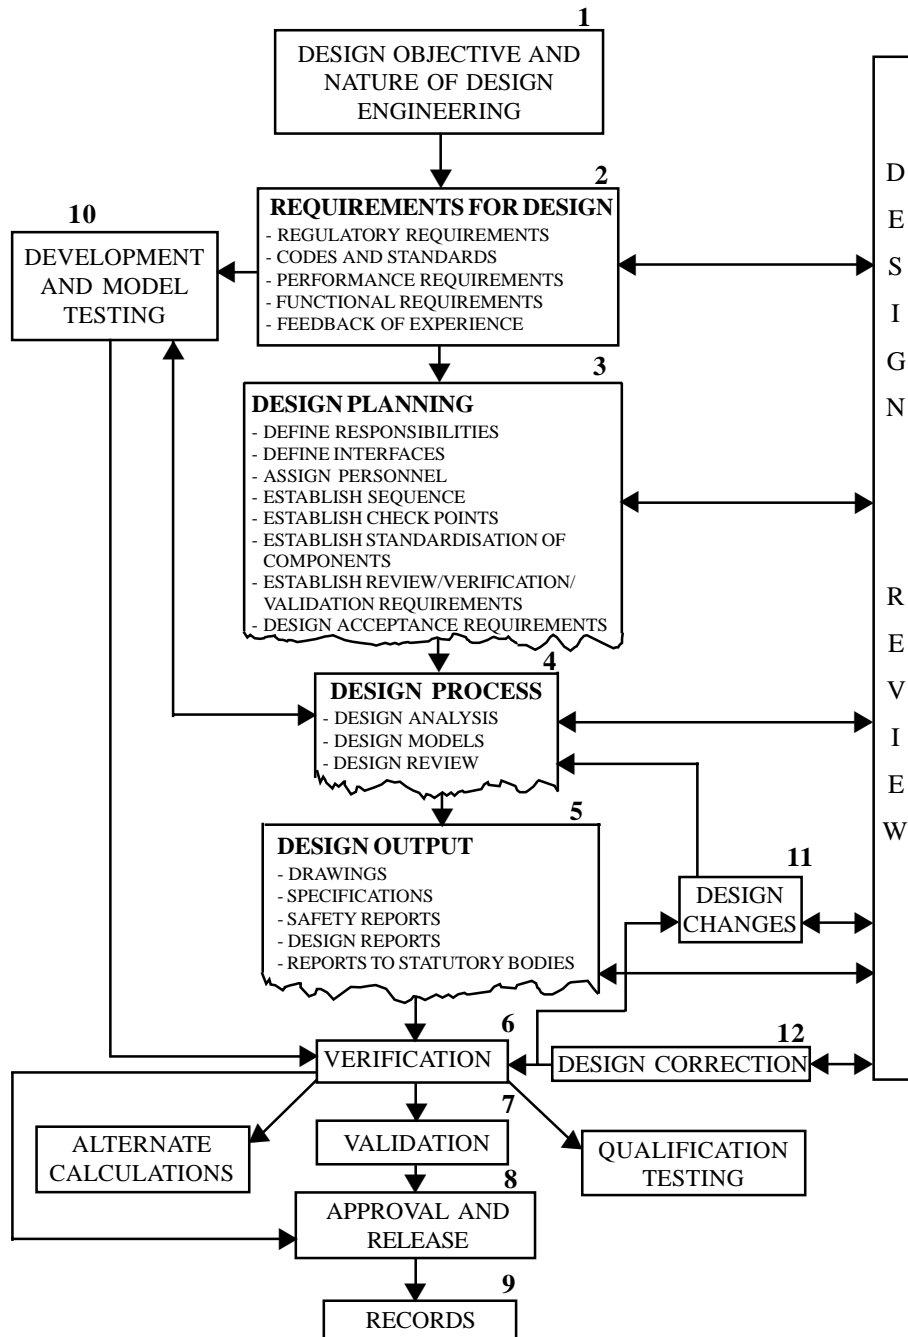 1
DESIGN OBJECTIVE AND
NATURE OF DESIGN
ENGINEERING
2
REQUIREMENTS FOR DESIGN
- REGULATORY REQUIREMENTS
- CODES AND STANDARDS
- PERFORMANCE REQUIREMENTS
- FUNCTIONAL REQUIREMENTS
- FEEDBACK OF EXPERIENCE
10
DEVELOPMENT
AND MODEL
TESTING
3
DESIGN PLANNING
- DEFINE RESPONSIBILITIES
- DEFINE INTERFACES
- ASSIGN PERSONNEL
- ESTABLISH SEQUENCE
- ESTABLISH CHECK POINTS
- ESTABLISH STANDARDISATION OF
COMPONENTS
- ESTABLISH REVIEW/VERIFICATION/
VALIDATION REQUIREMENTS
- DESIGN ACCEPTANCE REQUIREMENTS
4
DESIGN PROCESS
- DESIGN ANALYSIS
- DESIGN MODELS
- DESIGN REVIEW
5
DESIGN OUTPUT
- DRAWINGS
- SPECIFICATIONS
- SAFETY REPORTS
- DESIGN REPORTS
- REPORTS TO STATUTORY BODIES
11
DESIGN
CHANGES
6
VERIFICATION
12
DESIGN CORRECTION
7
VALIDATION
ALTERNATE
CALCULATIONS
QUALIFICATION
TESTING
8
APPROVAL AND
RELEASE
9
RECORDS
DESIGN REVIEW